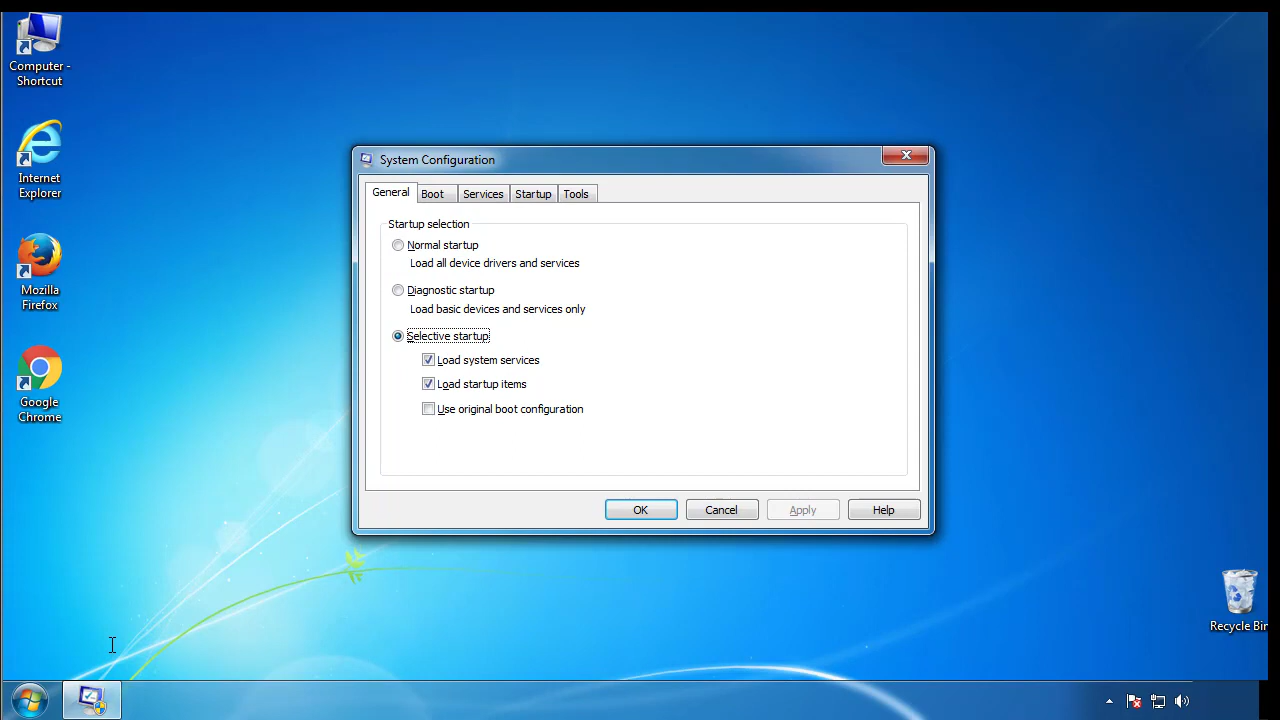 Computer -
Shortcut
Internet
Explorer
Mozilla
Firefox
Google
Chrome
System Configuration
General
Boot
Services
Startup
Tools
Startup selection
Normal startup
Load all device drivers and services
Diagnostic startup
Load basic devices and services only
Selective startup
Load system services
Load startup items
Use original boot configuration
OK
Cancel
Apply
Help
Recycle Bin